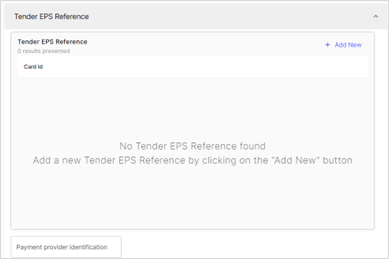 Tender EPS Reference
Tender EPS Reference
0 results presented
+ Add New
Card Id
No Tender EPS Reference found
Add a new Tender EPS Reference by clicking on the "Add New" button
Payment provider identification